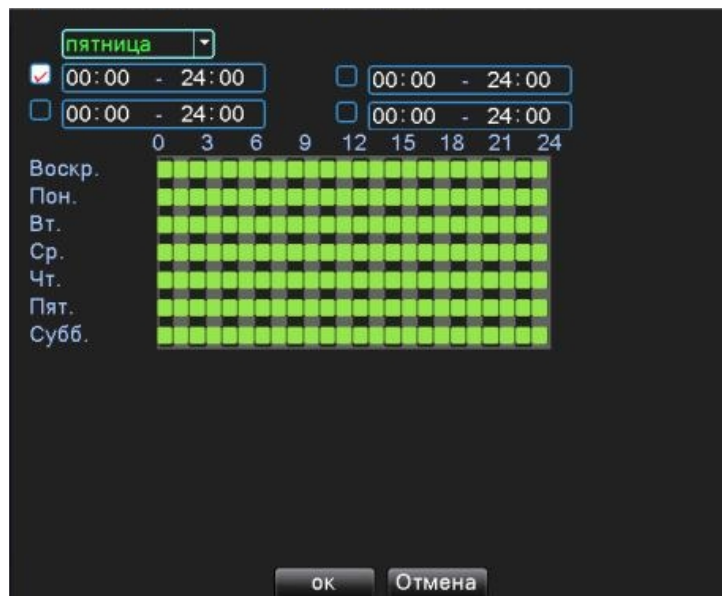 пятница
00:00 - 24:00 00:00 - 24:00
00:00 - 24:00 00:00 - 24:00
0 3 6 9 12 15 18 21 24
Воскр.
Пон.
Вт.
Ср.
Чт.
Пят.
Субб.
ок Отмена